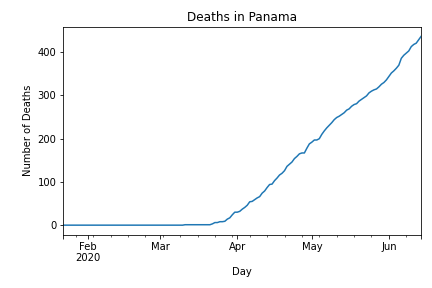 Deaths in Panama
Number of Deaths
400
300
200
100
0
Feb
2020
Mar
Apr
May
Jun
Day